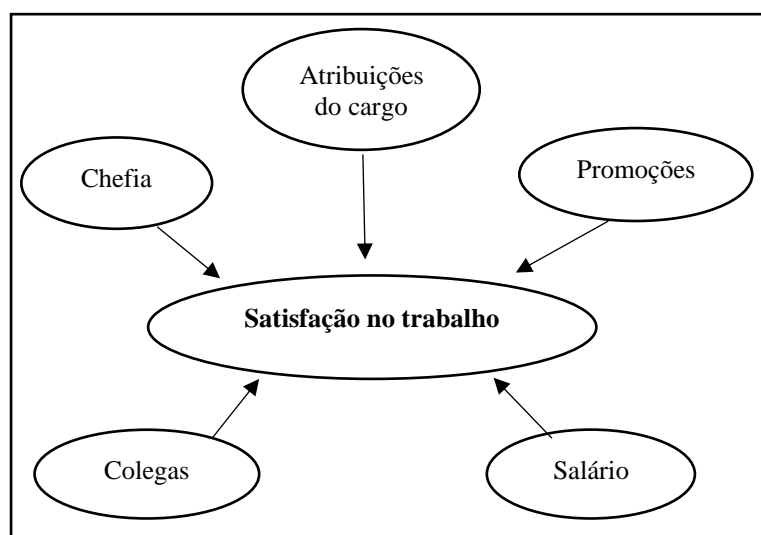 Atribuições
do cargo
Chefia
Promoções
Satisfação no trabalho
Colegas
Salário